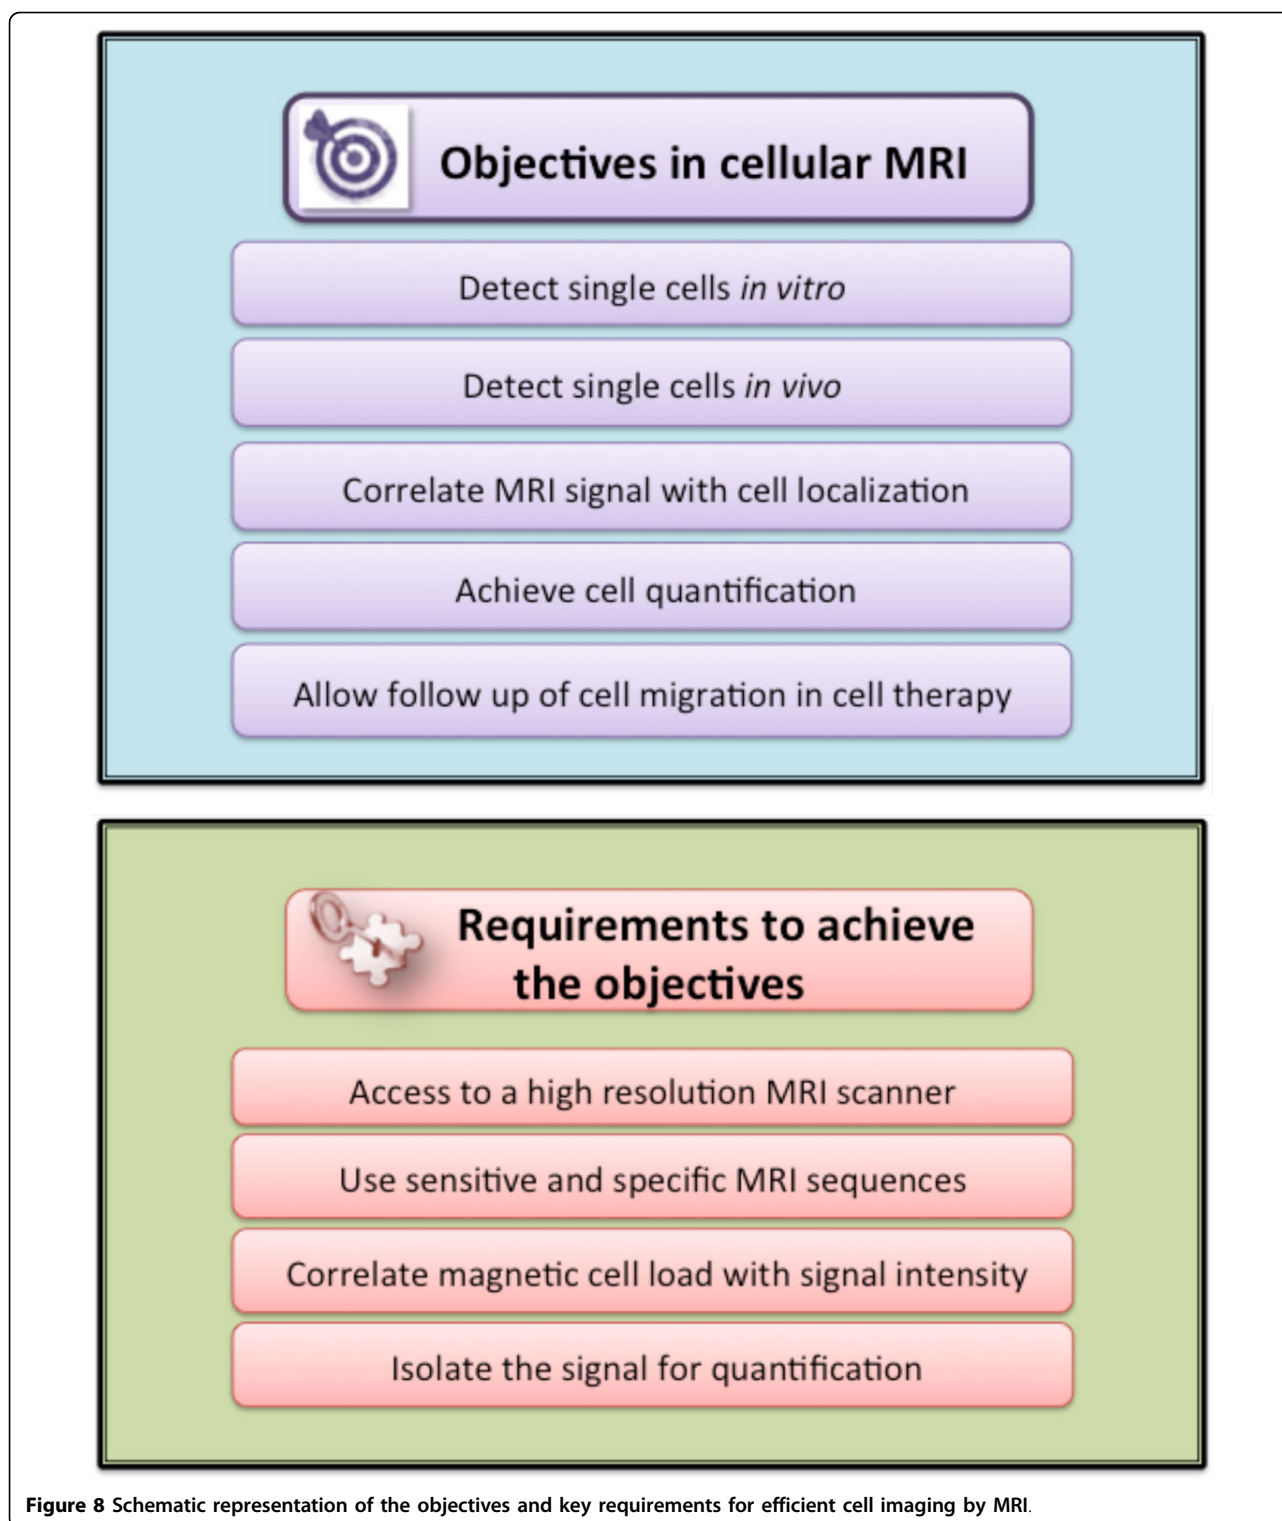 Objectives in cellular MRI
Detect single cells in vitro
Detect single cells in vivo
Correlate MRI signal with cell localization
Achieve cell quantification
Allow follow up of cell migration in cell therapy
Requirements to achieve
the objectives
Access to a high resolution MRI scanner
Use sensitive and specific MRI sequences
Correlate magnetic cell load with signal intensity
Isolate the signal for quantification
Figure 8 Schematic representation of the objectives and key requirements for efficient cell imaging by MRI.